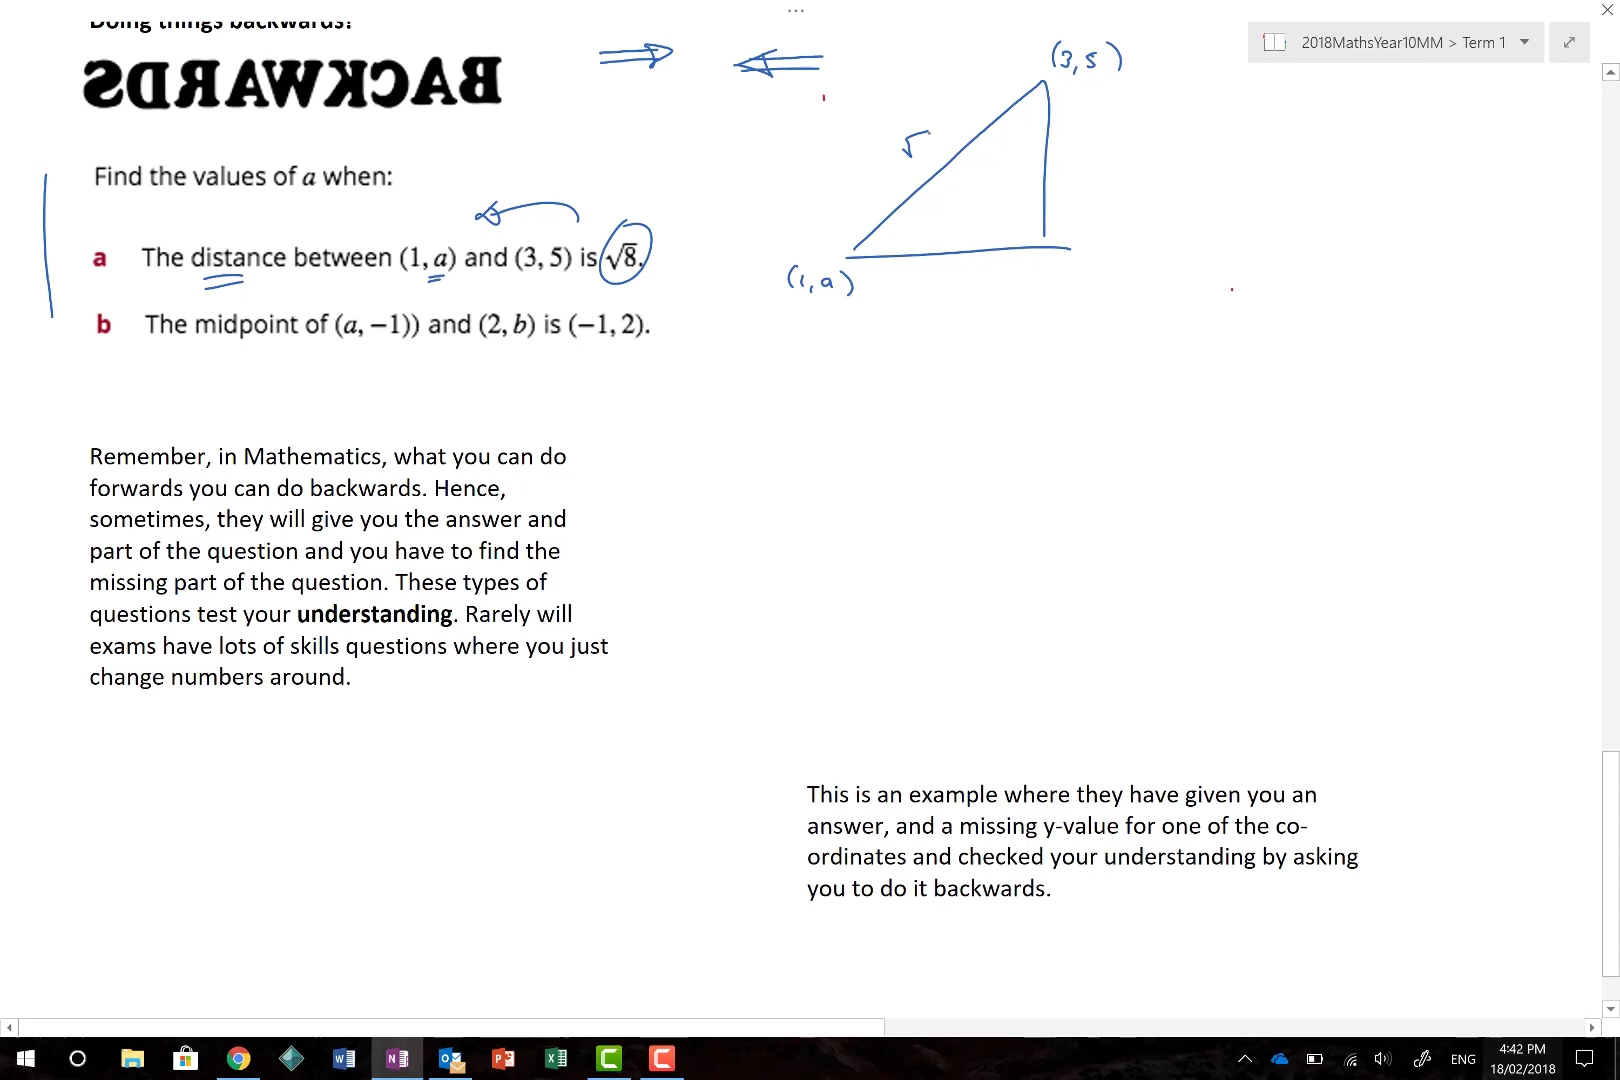 Doing things backwards!
BACKWARDS
(3, 5)
2018MathsYear10MM > Term 1
√
Find the values of a when:
a The distance between (1, a) and (3, 5) is √8.
(1, a)
b The midpoint of (a, −1)) and (2, b) is (−1, 2).
Remember, in Mathematics, what you can do
forwards you can do backwards. Hence,
sometimes, they will give you the answer and
part of the question and you have to find the
missing part of the question. These types of
questions test your understanding. Rarely will
exams have lots of skills questions where you just
change numbers around.
This is an example where they have given you an
answer, and a missing y-value for one of the co-
ordinates and checked your understanding by asking
you to do it backwards.
ENG
4:42 PM
18/02/2018